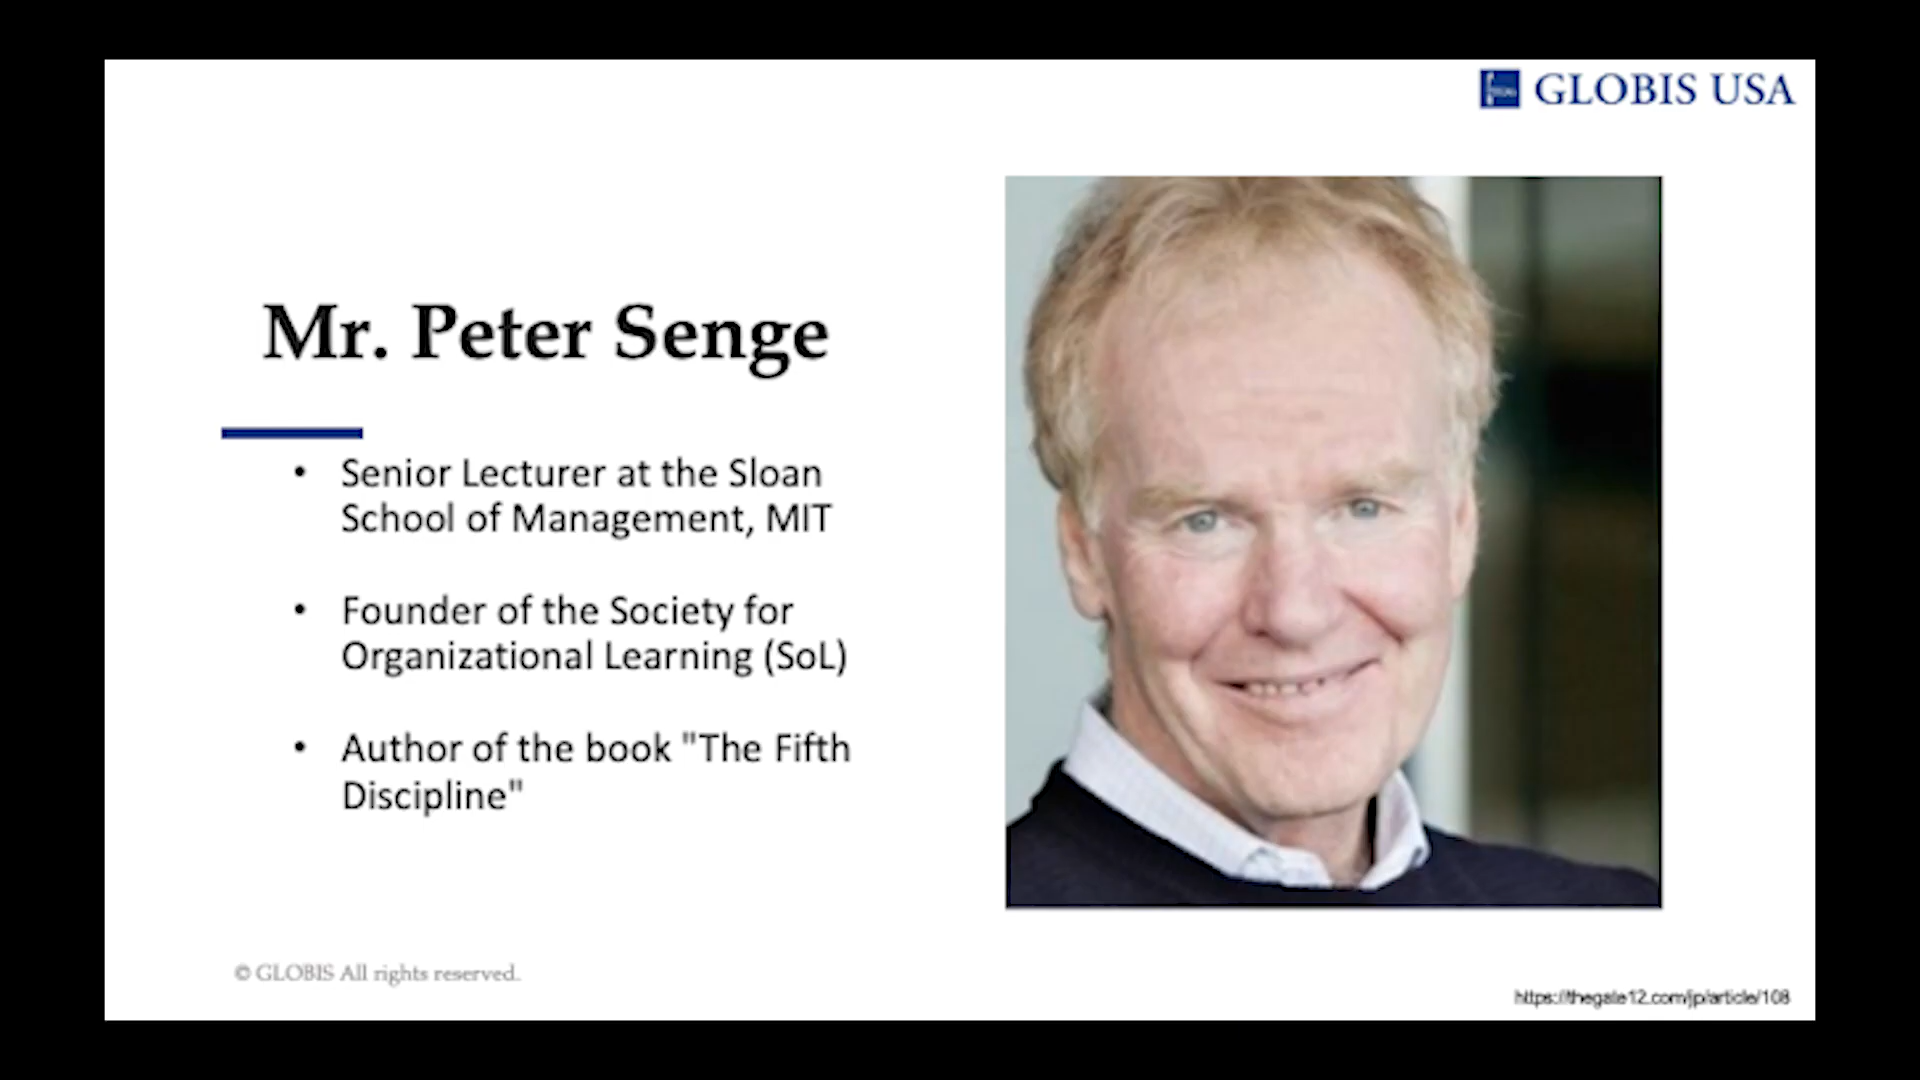 GLOBIS USA
Mr. Peter Senge
• Senior Lecturer at the Sloan
School of Management, MIT
• Founder of the Society for
Organizational Learning (SoL)
• Author of the book "The Fifth
Discipline"
© GLOBIS All rights reserved.
https://thegate12.com/jp/article/108